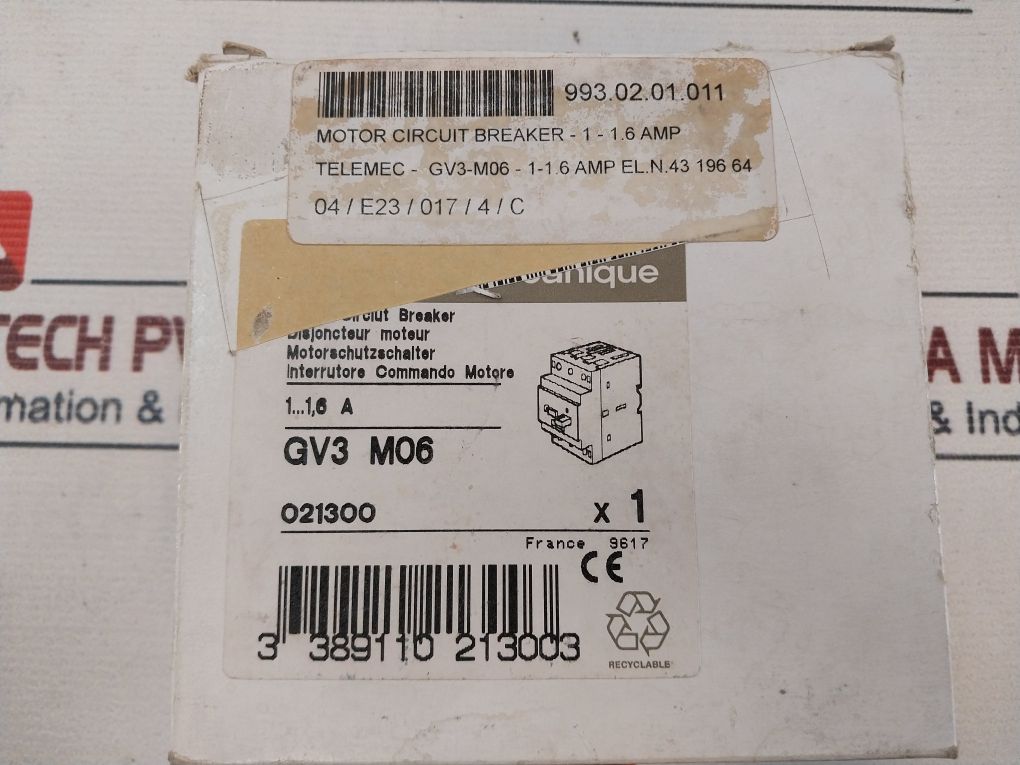 993.02.01.011
MOTOR CIRCUIT BREAKER - 1 - 1.6 AMP
TELEMEC - GV3-M06 - 1-1.6 AMP EL.N.43 196 64
04 / E23 / 017 / 4 / C
canique
Circiut Breaker
Disjoncteur moteur
Motorschutzschalter
Interrutore Commando Motore
1...1,6 A
GV3 M06
021300 x 1
France 9617
CE
3 389110 213003
RECYCLABLE
TECH PV
mation &
A M
& Ind